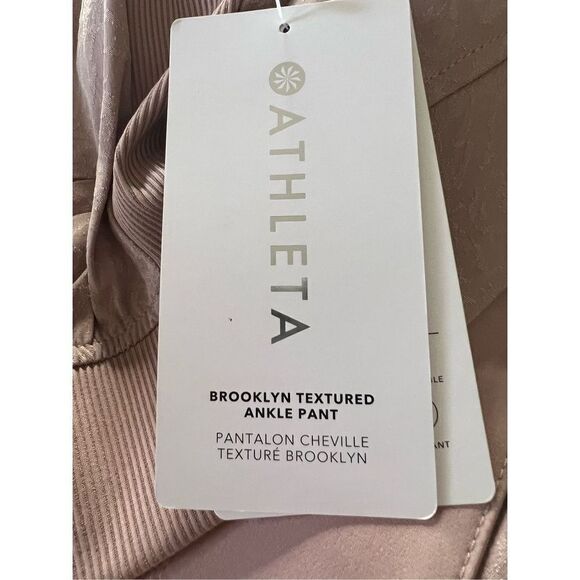 ATHLETA
BROOKLYN TEXTURED
ANKLE PANT
PANTALON CHEVILLE
TEXTURÉ BROOKLYN